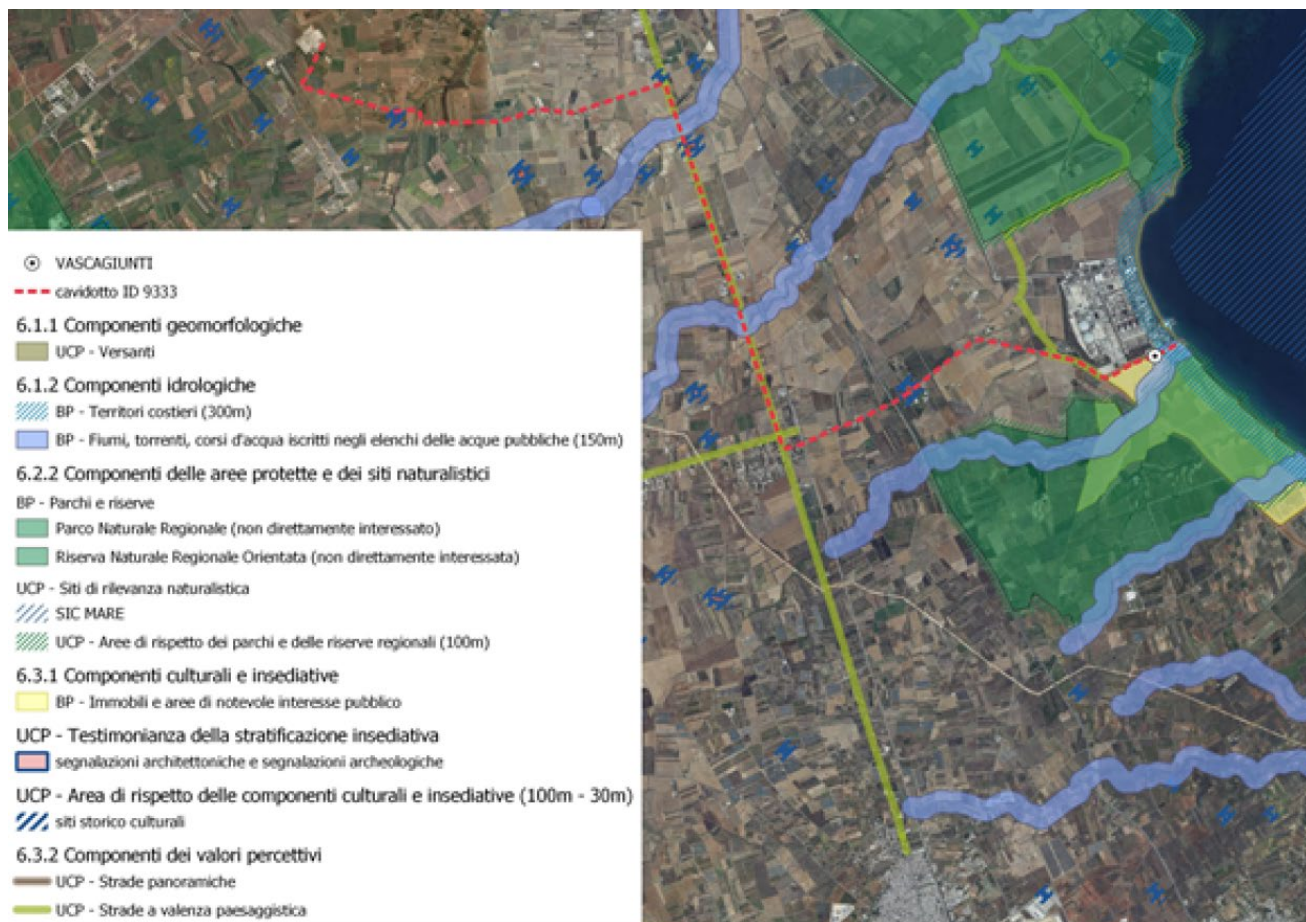 VASCAGIUNTI
cavidotto ID 9333
6.1.1 Componenti geomorfologiche
UCP - Versanti
6.1.2 Componenti idrologiche
BP - Territori costieri (300m)
BP - Fiumi, torrenti, corsi d'acqua iscritti negli elenchi delle acque pubbliche (150m)
6.2.2 Componenti delle aree protette e dei siti naturalistici
BP - Parchi e riserve
Parco Naturale Regionale (non direttamente interessato)
Riserva Naturale Regionale Orientata (non direttamente interessata)
UCP - Siti di rilevanza naturalistica
SIC MARE
UCP - Aree di rispetto dei parchi e delle riserve regionali (100m)
6.3.1 Componenti culturali e insediative
BP - Immobili e aree di notevole interesse pubblico
UCP - Testimonianza della stratificazione insediativa
segnalazioni architettoniche e segnalazioni archeologiche
UCP - Area di rispetto delle componenti culturali e insediative (100m - 30m)
siti storico culturali
6.3.2 Componenti dei valori percettivi
UCP - Strade panoramiche
UCP - Strade a valenza paesaggistica